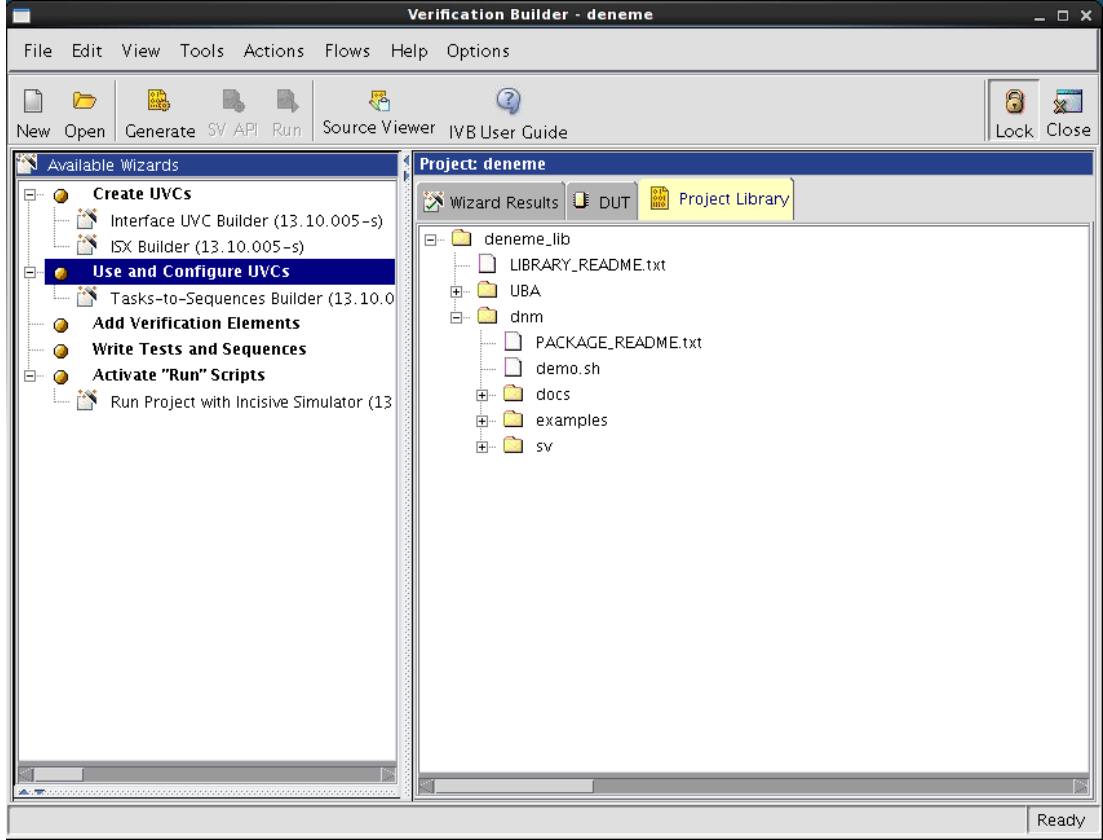 Verification Builder - deneme
File Edit View Tools Actions Flows Help Options
New Open Generate SV API Run Source Viewer IVB User Guide Lock Close
Available Wizards
Create UVCs
Interface UVC Builder (13.10.005-s)
ISX Builder (13.10.005-s)
Use and Configure UVCs
Tasks-to-Sequences Builder (13.10.0
Add Verification Elements
Write Tests and Sequences
Activate "Run" Scripts
Run Project with Incisive Simulator (13
Project: deneme
Wizard Results DUT Project Library
deneme_lib
LIBRARY_README.txt
UBA
dnm
PACKAGE_README.txt
demo.sh
docs
examples
sv
Ready